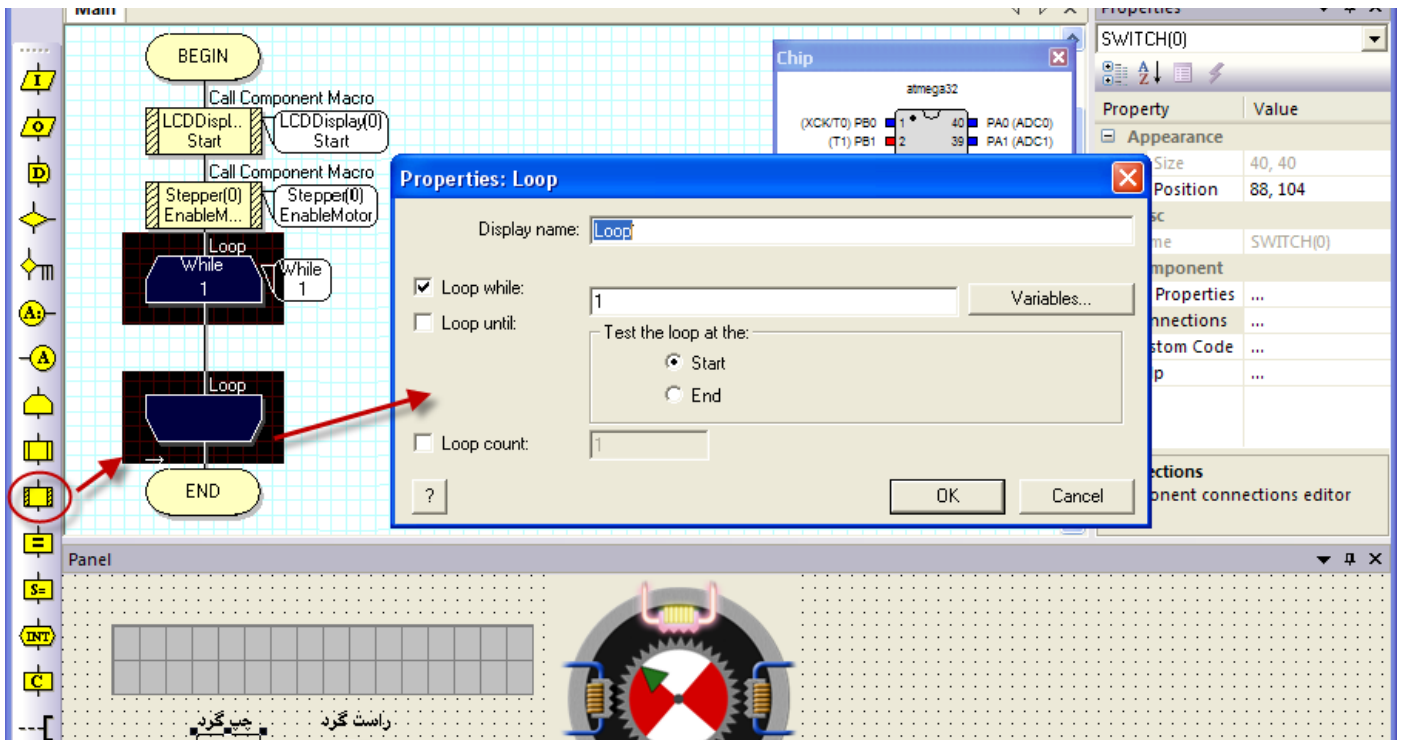 Main
Properties
SWITCH(0)
Property Value
Appearance
Size 40, 40
Position 88, 104
SWITCH(0)
Properties ...
...
...
...
onent connections editor
BEGIN
Call Component Macro
LCDDispl..
Start
LCDDisplay(0)
Start
Call Component Macro
Stepper(0)
EnableM...
Stepper(0)
EnableMotor)
Loop
While
1
While
1
Loop
END
Chip
atmega32
(XCK/T0) PB0 1 40 PA0 (ADC0)
(T1) PB1 2 39 PA1 (ADC1)
Properties: Loop
Display name: Loop
Loop while: 1 Variables...
Loop until:
Test the loop at the:
Start
End
Loop count: 1
? OK Cancel
I
O
D
A:
A
=
S=
INT
C
Panel
چپ گرد راست گرد